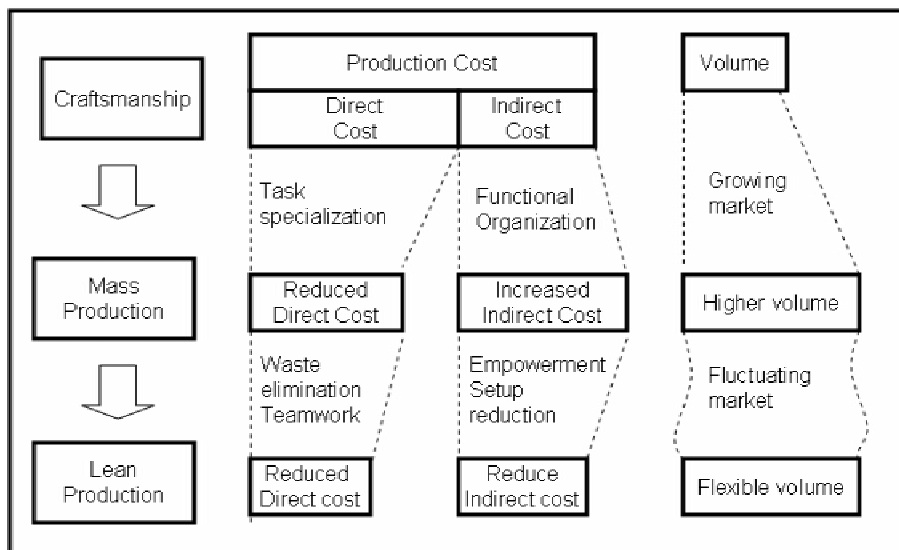 Craftsmanship
Production Cost
Direct
Cost
Indirect
Cost
Volume
Task
specialization
Functional
Organization
Growing
market
Mass
Production
Reduced
Direct Cost
Increased
Indirect Cost
Higher volume
Waste
elimination
Teamwork
Empowerment
Setup
reduction
Fluctuating
market
Lean
Production
Reduced
Direct cost
Reduce
Indirect cost
Flexible volume